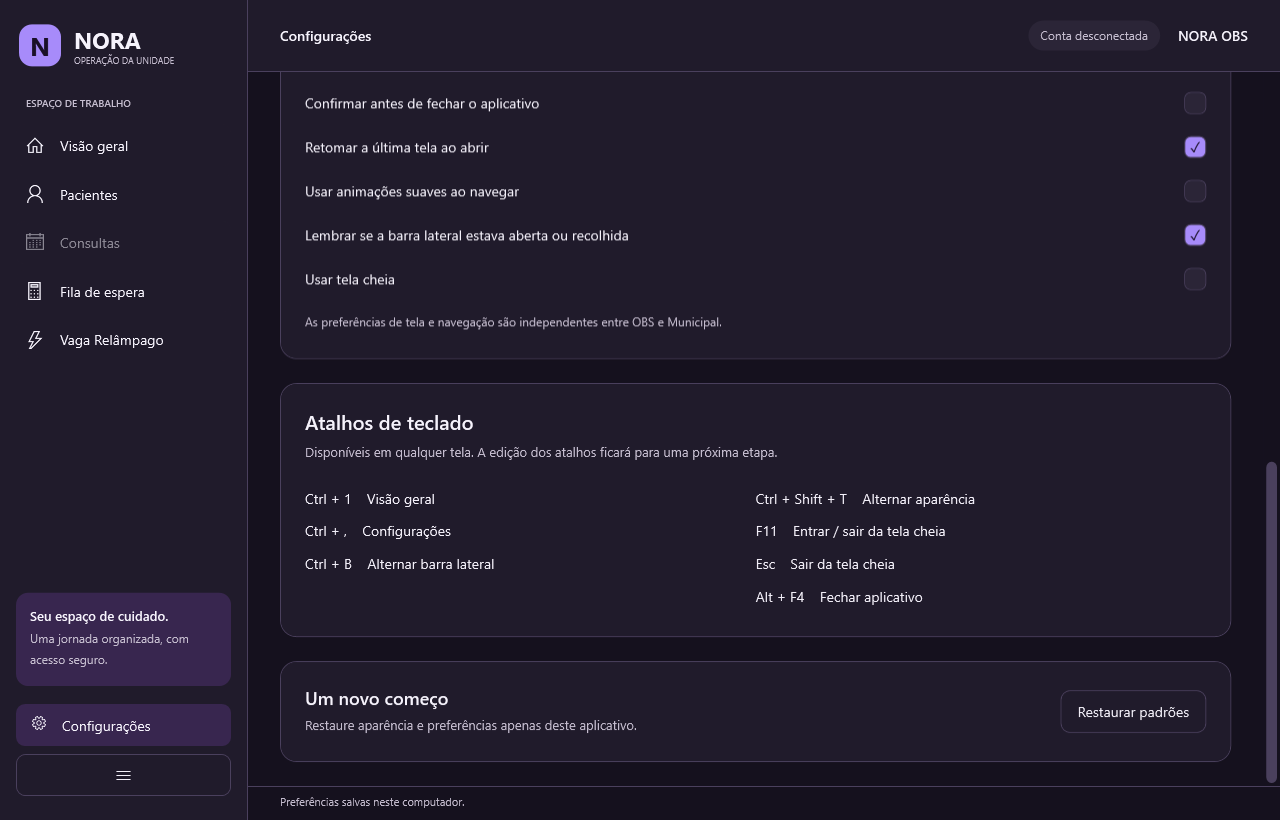 N
NORA
OPERAÇÃO DA UNIDADE
ESPAÇO DE TRABALHO
Visão geral
Pacientes
Consultas
Fila de espera
Vaga Relâmpago
Seu espaço de cuidado.
Uma jornada organizada, com
acesso seguro.
Configurações
Configurações
Conta desconectada
NORA OBS
Confirmar antes de fechar o aplicativo
Retomar a última tela ao abrir
Usar animações suaves ao navegar
Lembrar se a barra lateral estava aberta ou recolhida
Usar tela cheia
As preferências de tela e navegação são independentes entre OBS e Municipal.
Atalhos de teclado
Disponíveis em qualquer tela. A edição dos atalhos ficará para uma próxima etapa.
Ctrl + 1 Visão geral
Ctrl + , Configurações
Ctrl + B Alternar barra lateral
Ctrl + Shift + T Alternar aparência
F11 Entrar / sair da tela cheia
Esc Sair da tela cheia
Alt + F4 Fechar aplicativo
Um novo começo
Restaure aparência e preferências apenas deste aplicativo.
Restaurar padrões
Preferências salvas neste computador.